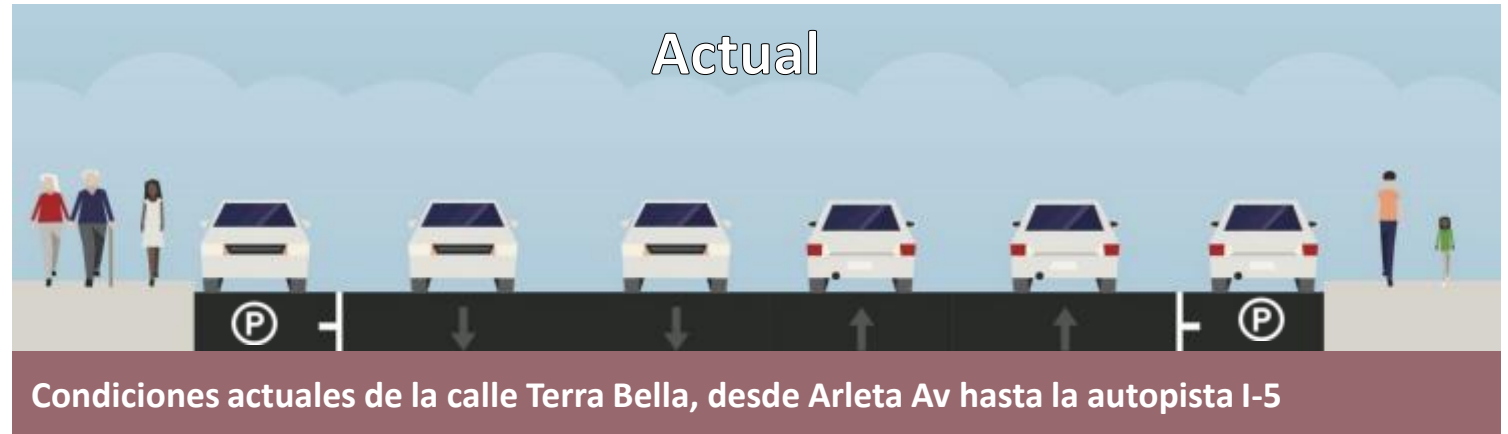 Actual
P
P
Condiciones actuales de la calle Terra Bella, desde Arleta Av hasta la autopista I-5